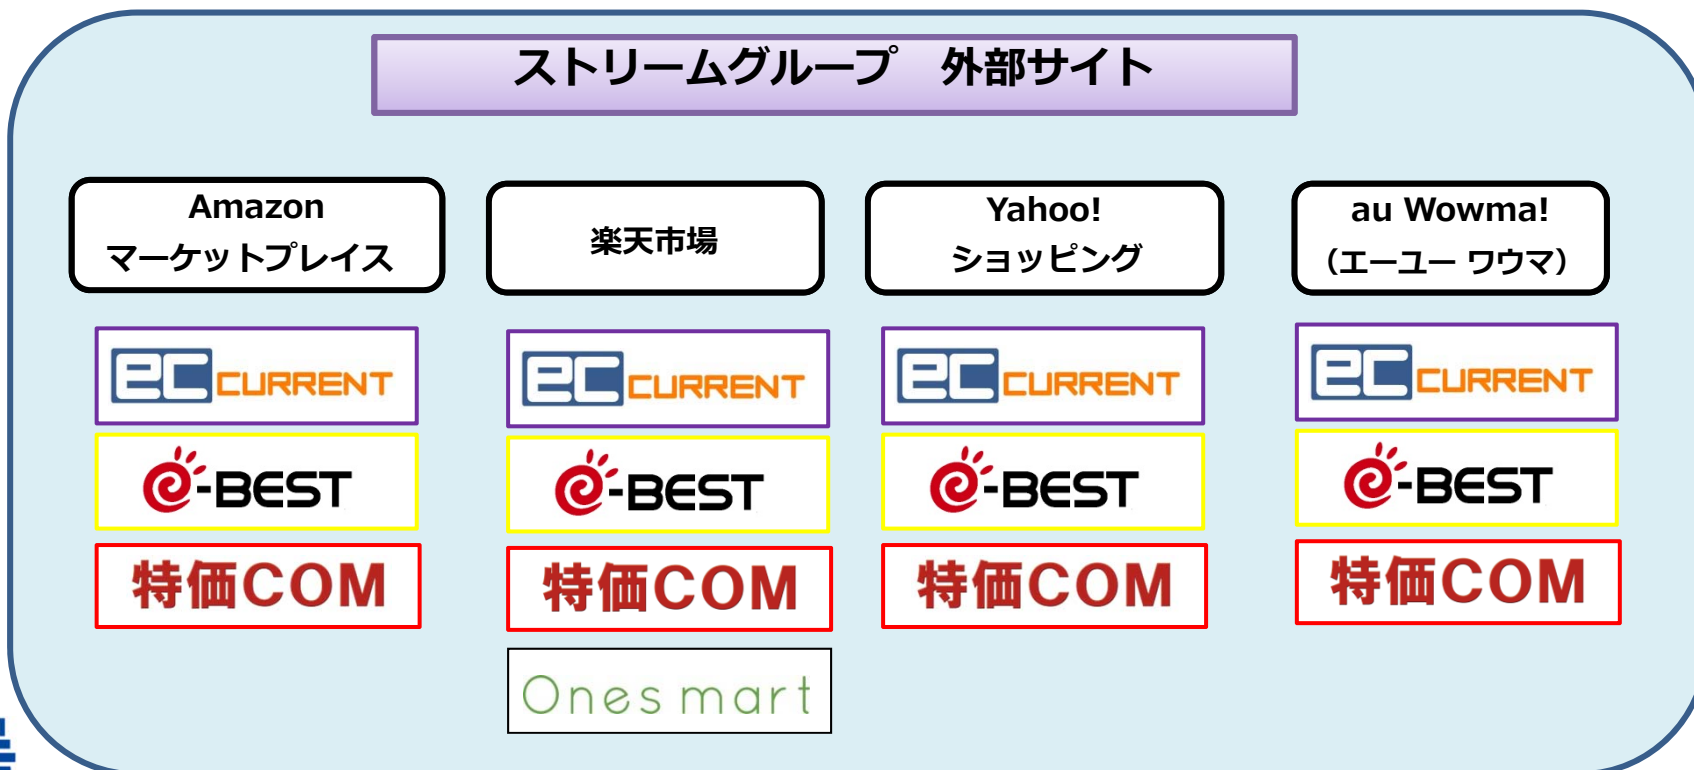 ストリームグループ　外部サイト
Amazon
マーケットプレイス
ec CURRENT
e-BEST
特価COM
楽天市場
ec CURRENT
e-BEST
特価COM
Ones mart
Yahoo!
ショッピング
ec CURRENT
e-BEST
特価COM
au Wowma!
（エーユー ワウマ）
ec CURRENT
e-BEST
特価COM